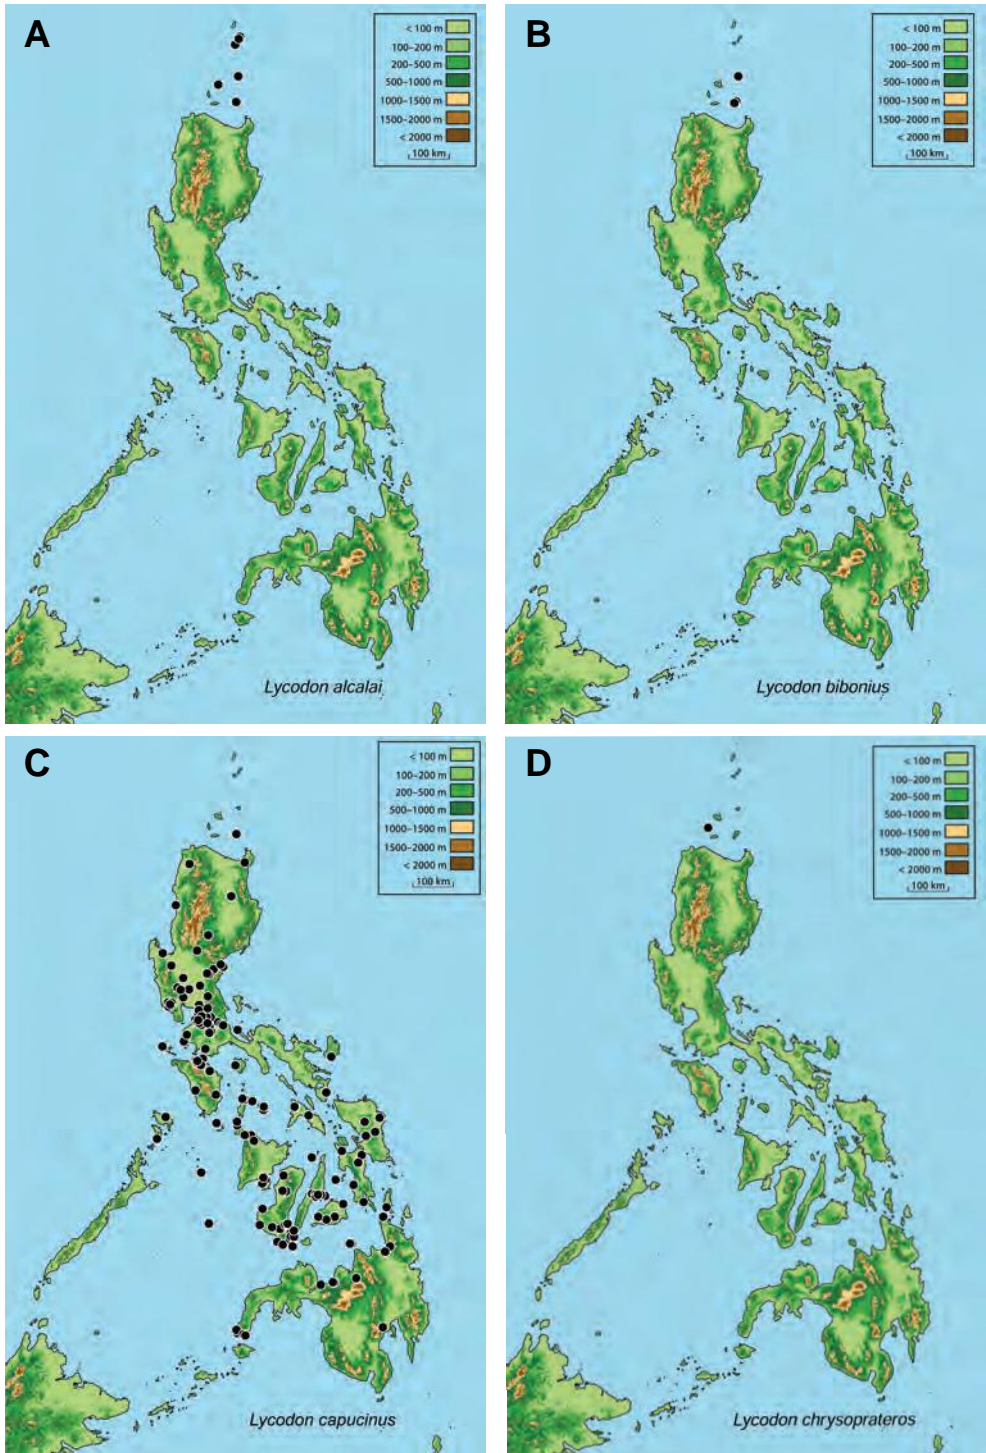 A
< 100 m
100–200 m
200–500 m
500–1000 m
1000–1500 m
1500–2000 m
< 2000 m
100 km
Lycodon alcalai
B
< 100 m
100–200 m
200–500 m
500–1000 m
1000–1500 m
1500–2000 m
< 2000 m
100 km
Lycodon bibonius
C
< 100 m
100–200 m
200–500 m
500–1000 m
1000–1500 m
1500–2000 m
< 2000 m
100 km
Lycodon capucinus
D
< 100 m
100–200 m
200–500 m
500–1000 m
1000–1500 m
1500–2000 m
< 2000 m
100 km
Lycodon chrysoprateros